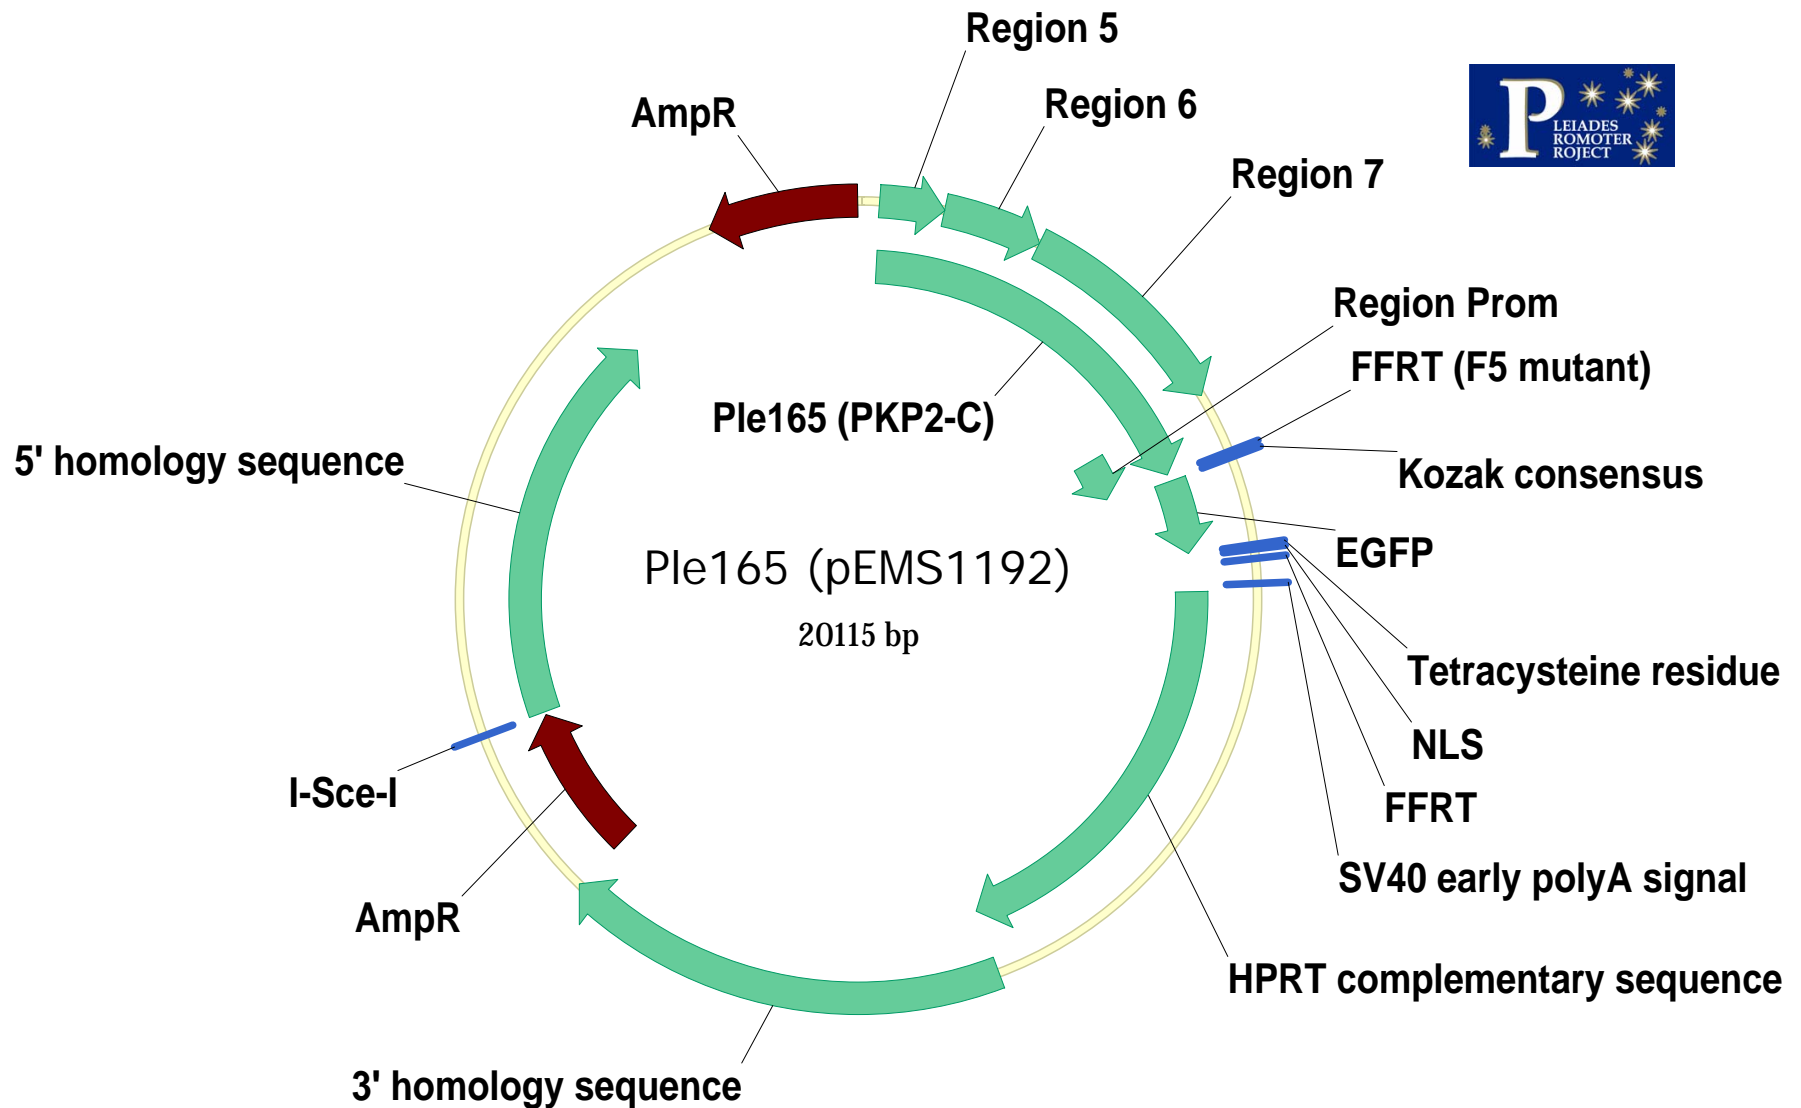 Region 5
Region 6
AmpR
P LEIADES
ROMOTER
ROJECT
Region 7
Region Prom
FFRT (F5 mutant)
Ple165 (PKP2-C)
5' homology sequence
Kozak consensus
EGFP
Ple165 (pEMS1192)
20115 bp
Tetracysteine residue
NLS
I-Sce-I
FFRT
SV40 early polyA signal
AmpR
HPRT complementary sequence
3' homology sequence